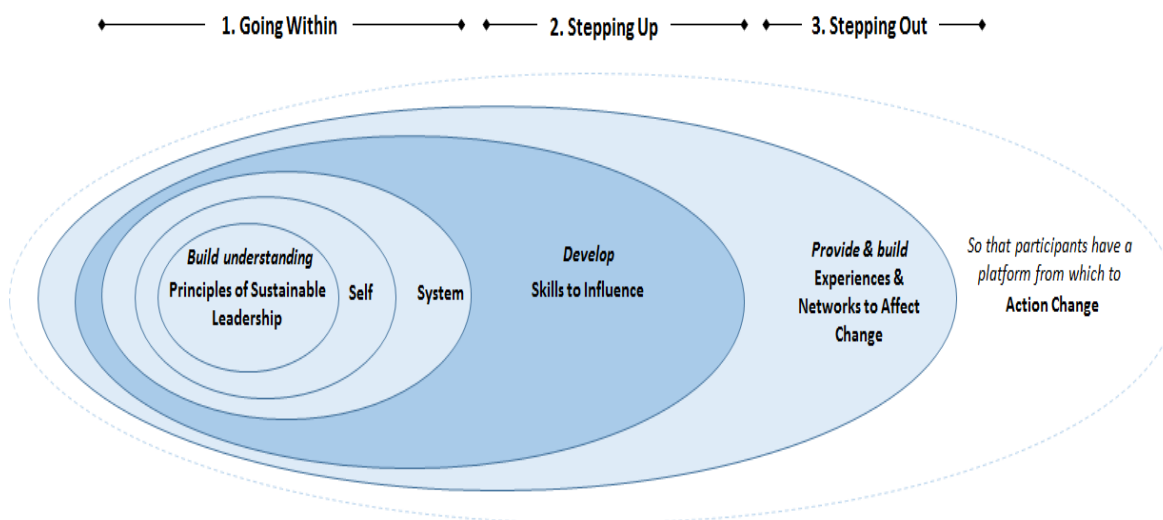 1. Going Within
2. Stepping Up
3. Stepping Out
Build understanding
Principles of Sustainable
Leadership
Self
System
Develop
Skills to Influence
Provide & build
Experiences &
Networks to Affect
Change
So that participants have a
platform from which to
Action Change